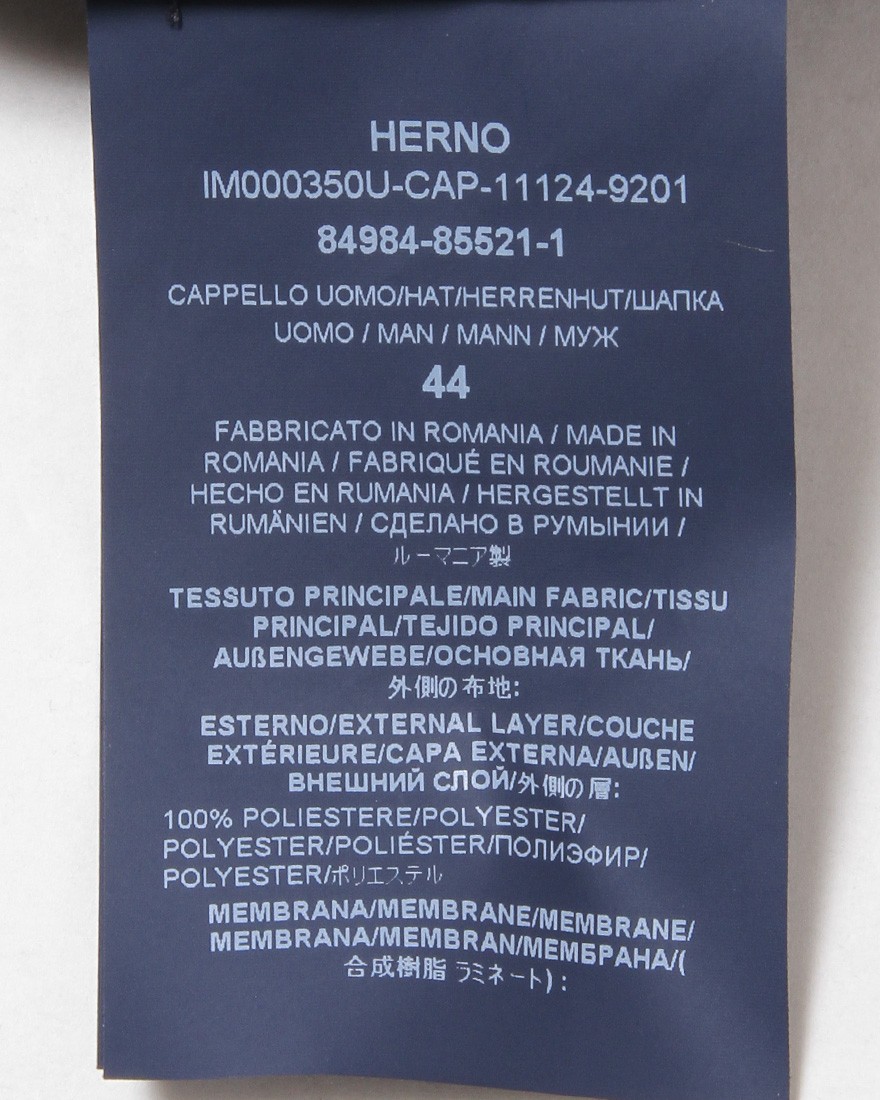 HERNO
IM000350U-CAP-11124-9201
84984-85521-1
CAPPELLO UOMO/HAT/HERRENHUT/ШАПКА
UOMO / MAN / MANN / МУЖ
44
FABBRICATO IN ROMANIA / MADE IN
ROMANIA / FABRIQUÉ EN ROUMANIE /
HECHO EN RUMANIA / HERGESTELLT IN
RUMÄNIEN / СДЕЛАНО В РУМЫНИИ /
ルーマニア製
TESSUTO PRINCIPALE/MAIN FABRIC/TISSU
PRINCIPAL/TEJIDO PRINCIPAL/
AUßENGEWEBE/ОСНОВНАЯ ТКАНЬ/
外側の布地:
ESTERNO/EXTERNAL LAYER/COUCHE
EXTÉRIEURE/CAPA EXTERNA/AUßEN/
ВНЕШНИЙ СЛОЙ/外側の層:
100% POLIESTERE/POLYESTER/
POLYESTER/POLIÉSTER/ПОЛИЭФИР/
POLYESTER/ポリエステル
MEMBRANA/MEMBRANE/MEMBRANE/
MEMBRANA/MEMBRAN/МЕМБРАНА/(
合成樹脂 ラミネート):